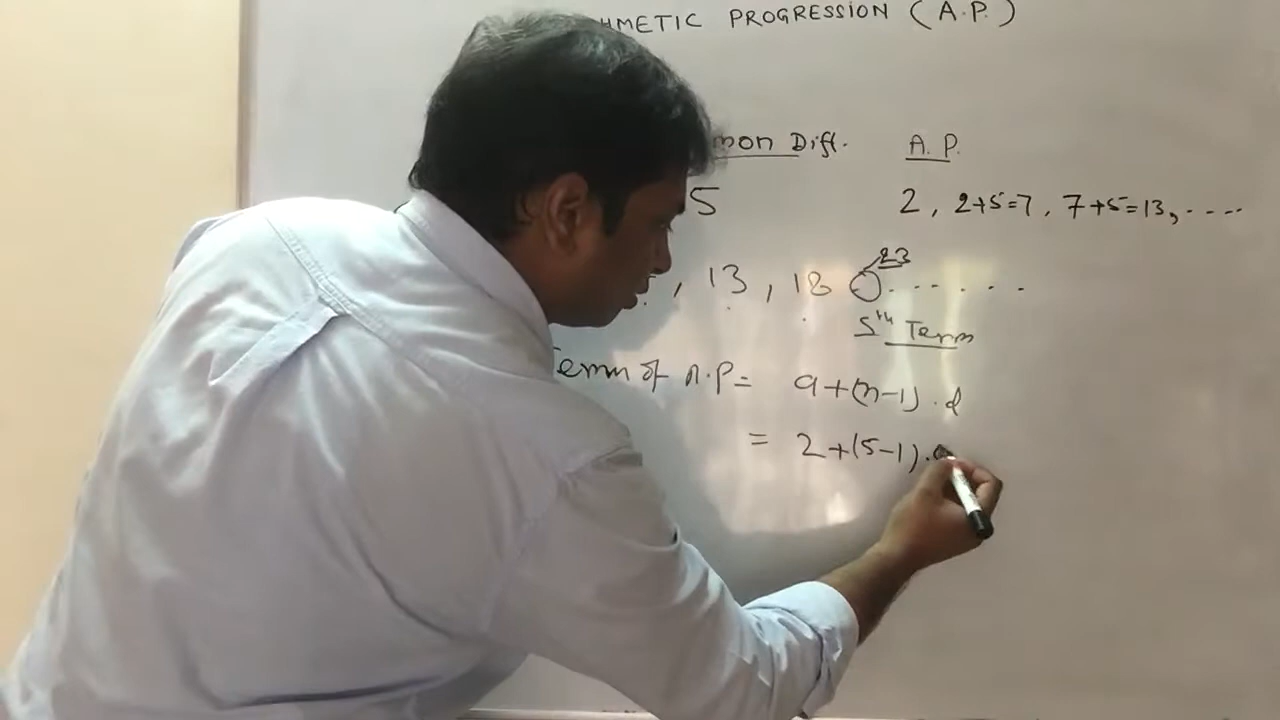 HMETIC PROGRESSION (A.P.)
mon Diff. A.P.
5 2, 2+5=7, 7+5=13, ....
, 13, 18 23 ......
5th Term
Term of A.P = a+(n-1).d
= 2+(5-1).